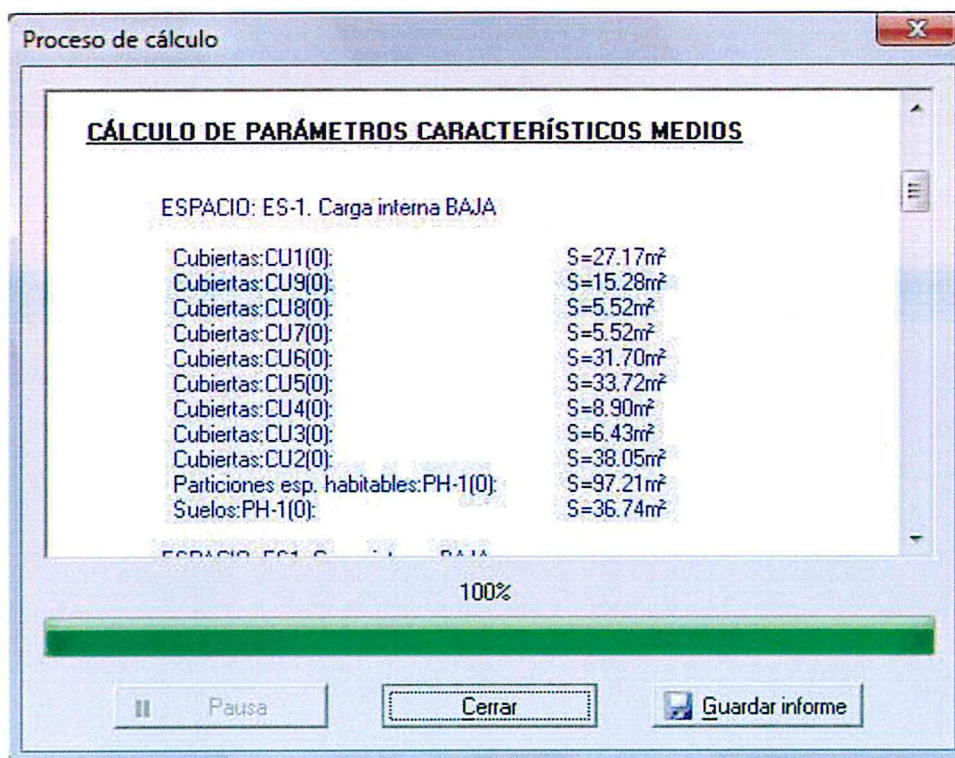 Proceso de cálculo
CÁLCULO DE PARÁMETROS CARACTERÍSTICOS MEDIOS
ESPACIO: ES-1. Carga interna BAJA
Cubiertas:CU1(0): S=27.17m²
Cubiertas:CU9(0): S=15.28m²
Cubiertas:CU8(0): S=5.52m²
Cubiertas:CU7(0): S=5.52m²
Cubiertas:CU6(0): S=31.70m²
Cubiertas:CU5(0): S=33.72m²
Cubiertas:CU4(0): S=8.90m²
Cubiertas:CU3(0): S=6.43m²
Cubiertas:CU2(0): S=38.05m²
Particiones esp. habitables:PH-1(0): S=97.21m²
Suelos:PH-1(0): S=36.74m²
100%
Pausa
Cerrar
Guardar informe